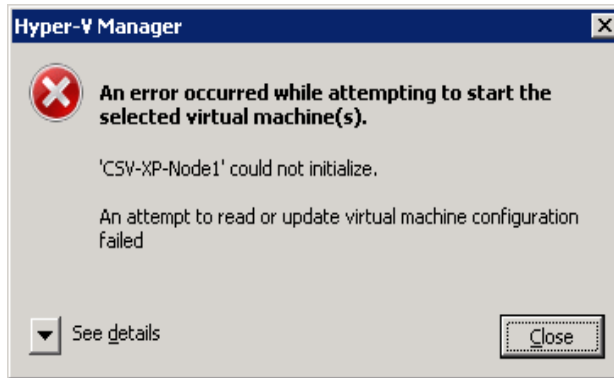 Hyper-V Manager
An error occurred while attempting to start the
selected virtual machine(s).
'CSV-XP-Node1' could not initialize.
An attempt to read or update virtual machine configuration
failed
See details
Close